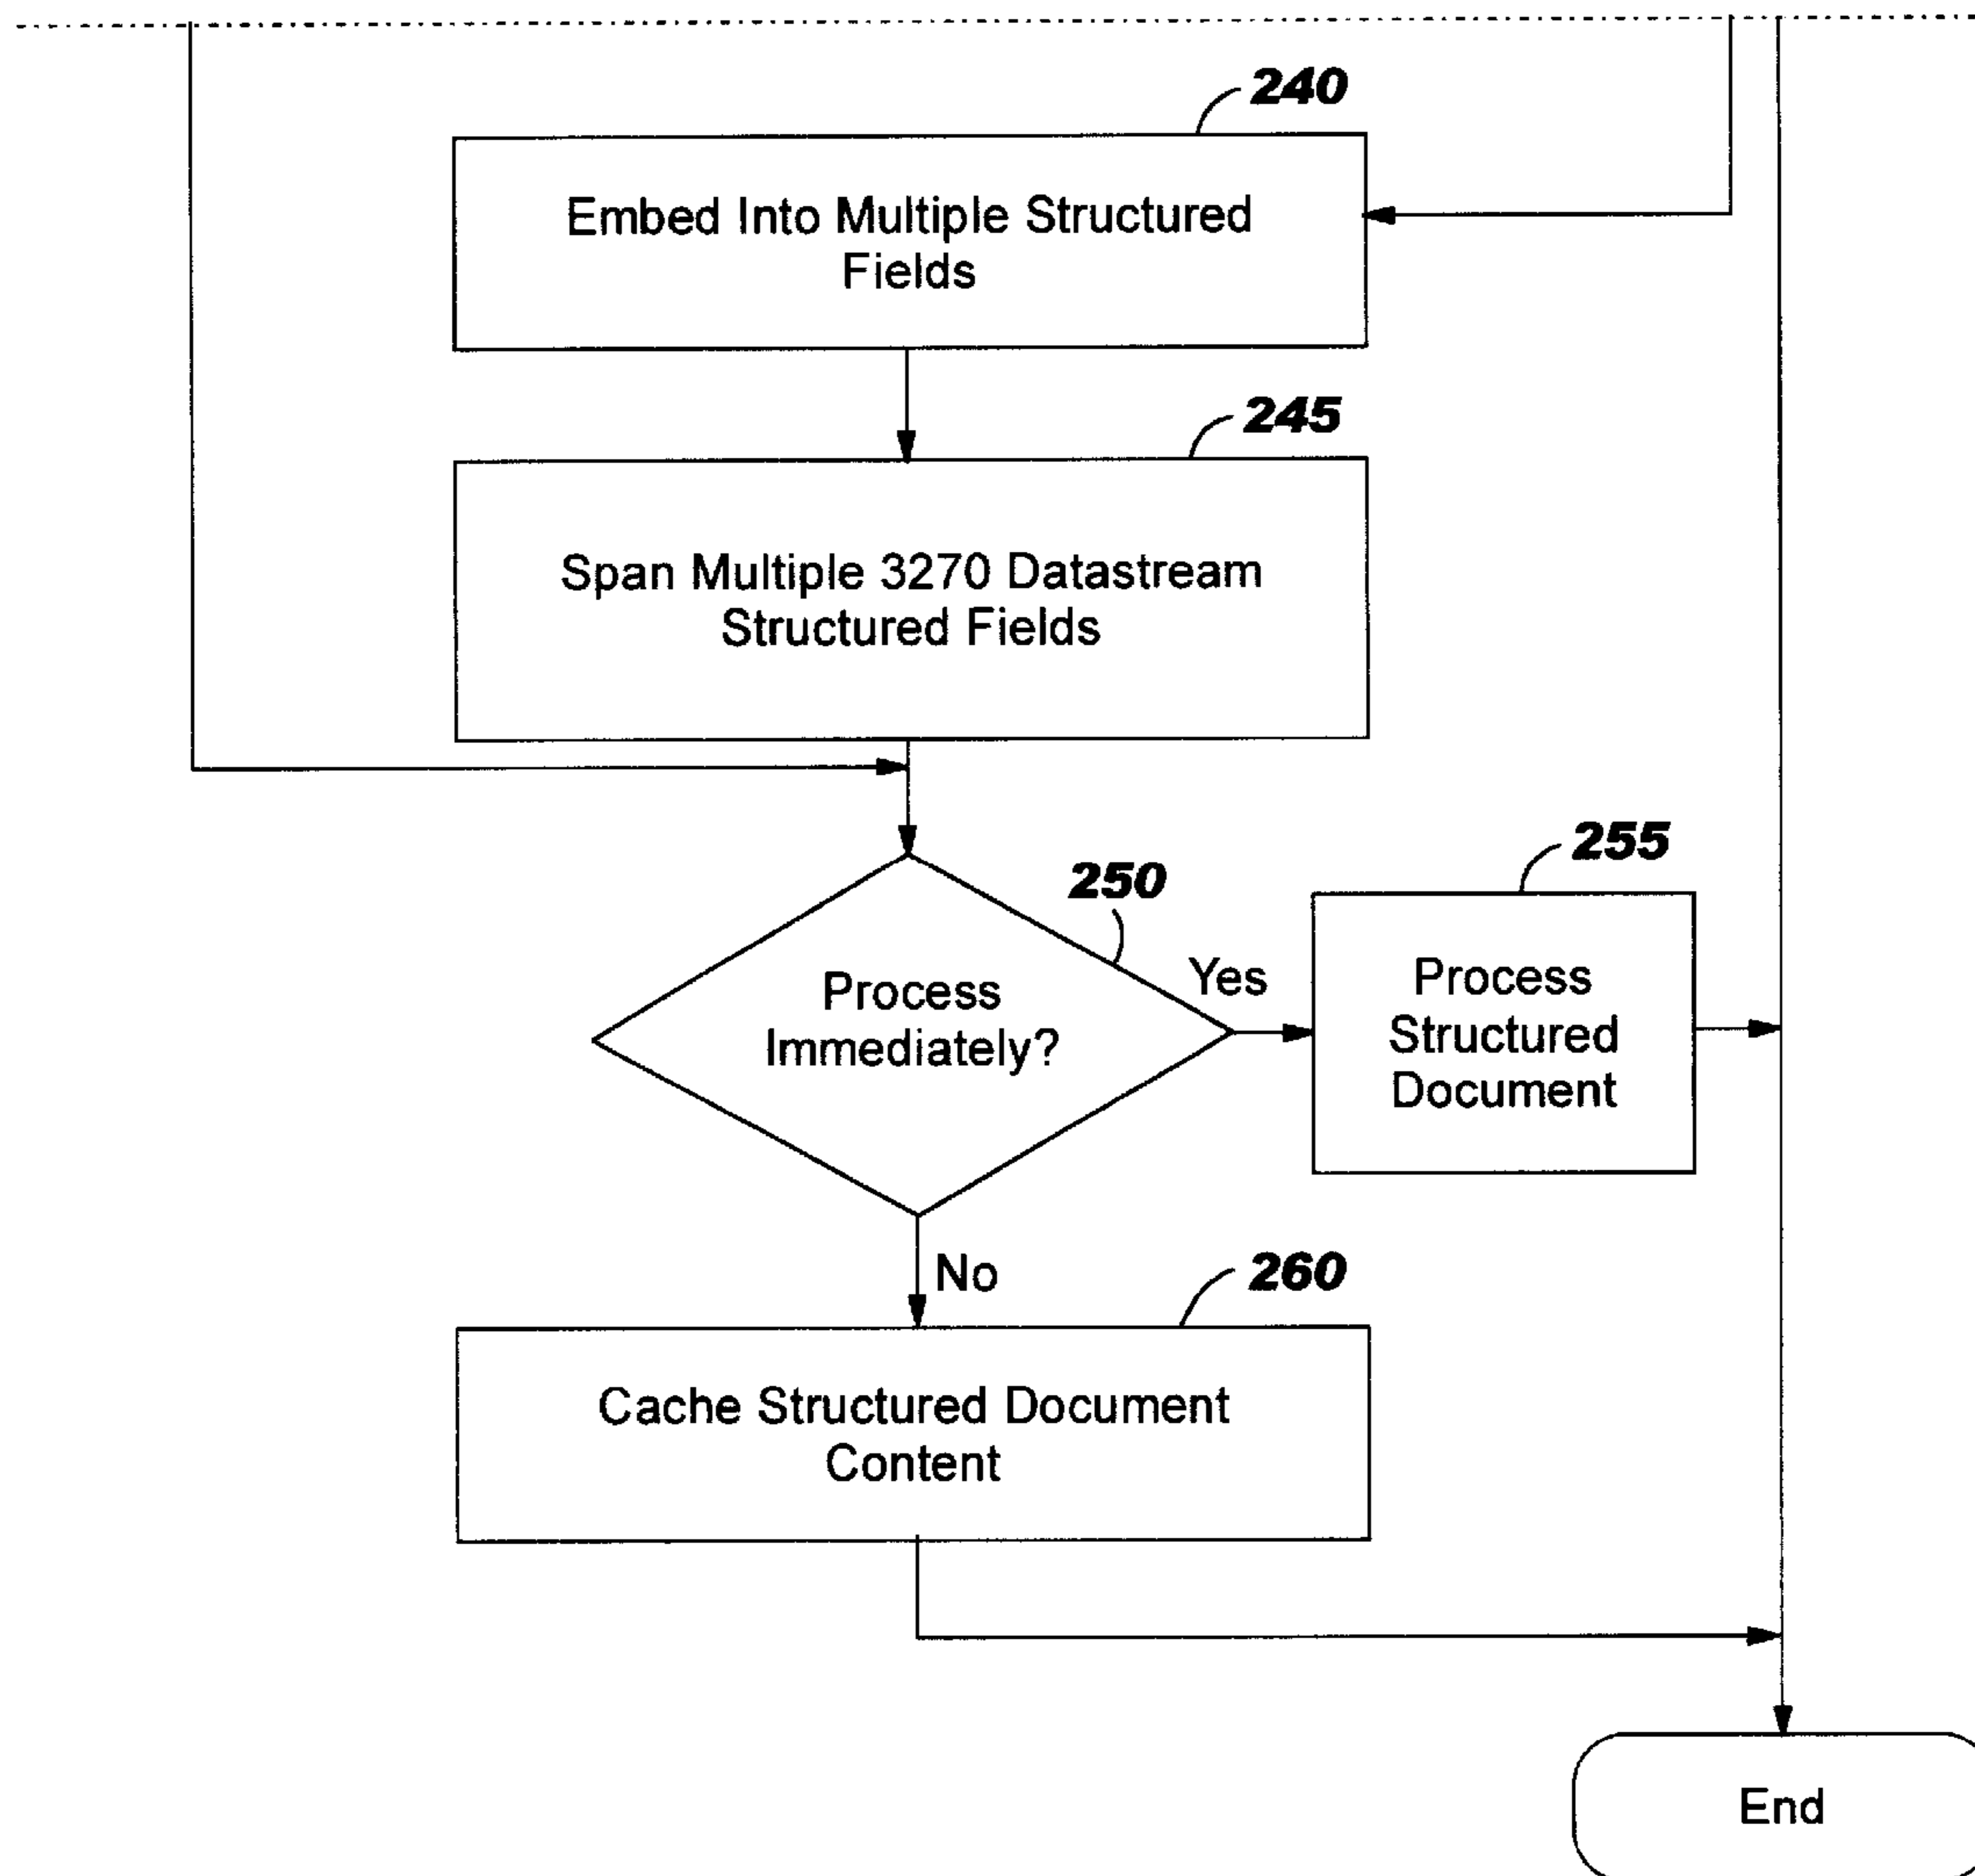 240
Embed Into Multiple Structured
Fields
245
Span Multiple 3270 Datastream
Structured Fields
250
Process
Immediately?
Yes
255
Process
Structured
Document
No
260
Cache Structured Document
Content
End